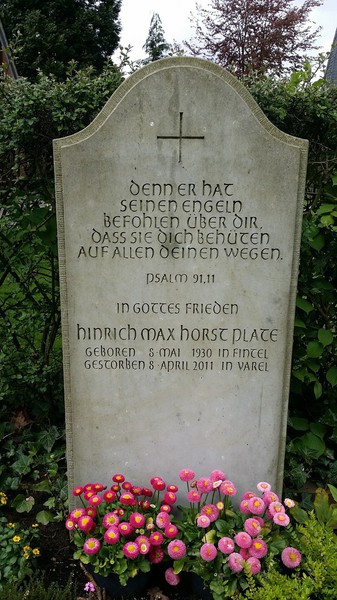 DENN ER HAT
SEINEN ENGELN
BEFOHLEN ÜBER DIR,
DASS SIE DICH BEHÜTEN
AUF ALLEN DEINEN WEGEN.
PSALM 91,11
IN GOTTES FRIEDEN
HINRICH MAX HORST PLATE
GEBOREN 8·MAI 1930 IN FINTEL
GESTORBEN 8·APRIL 2011 IN VAREL